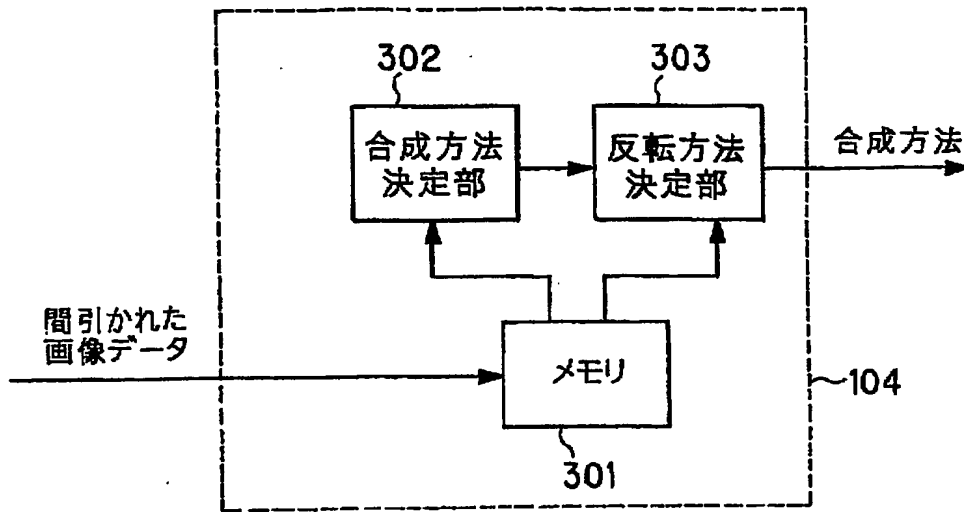 302
303
合成方法
決定部
反転方法
決定部
合成方法
間引かれた
画像データ
メモリ
104
301